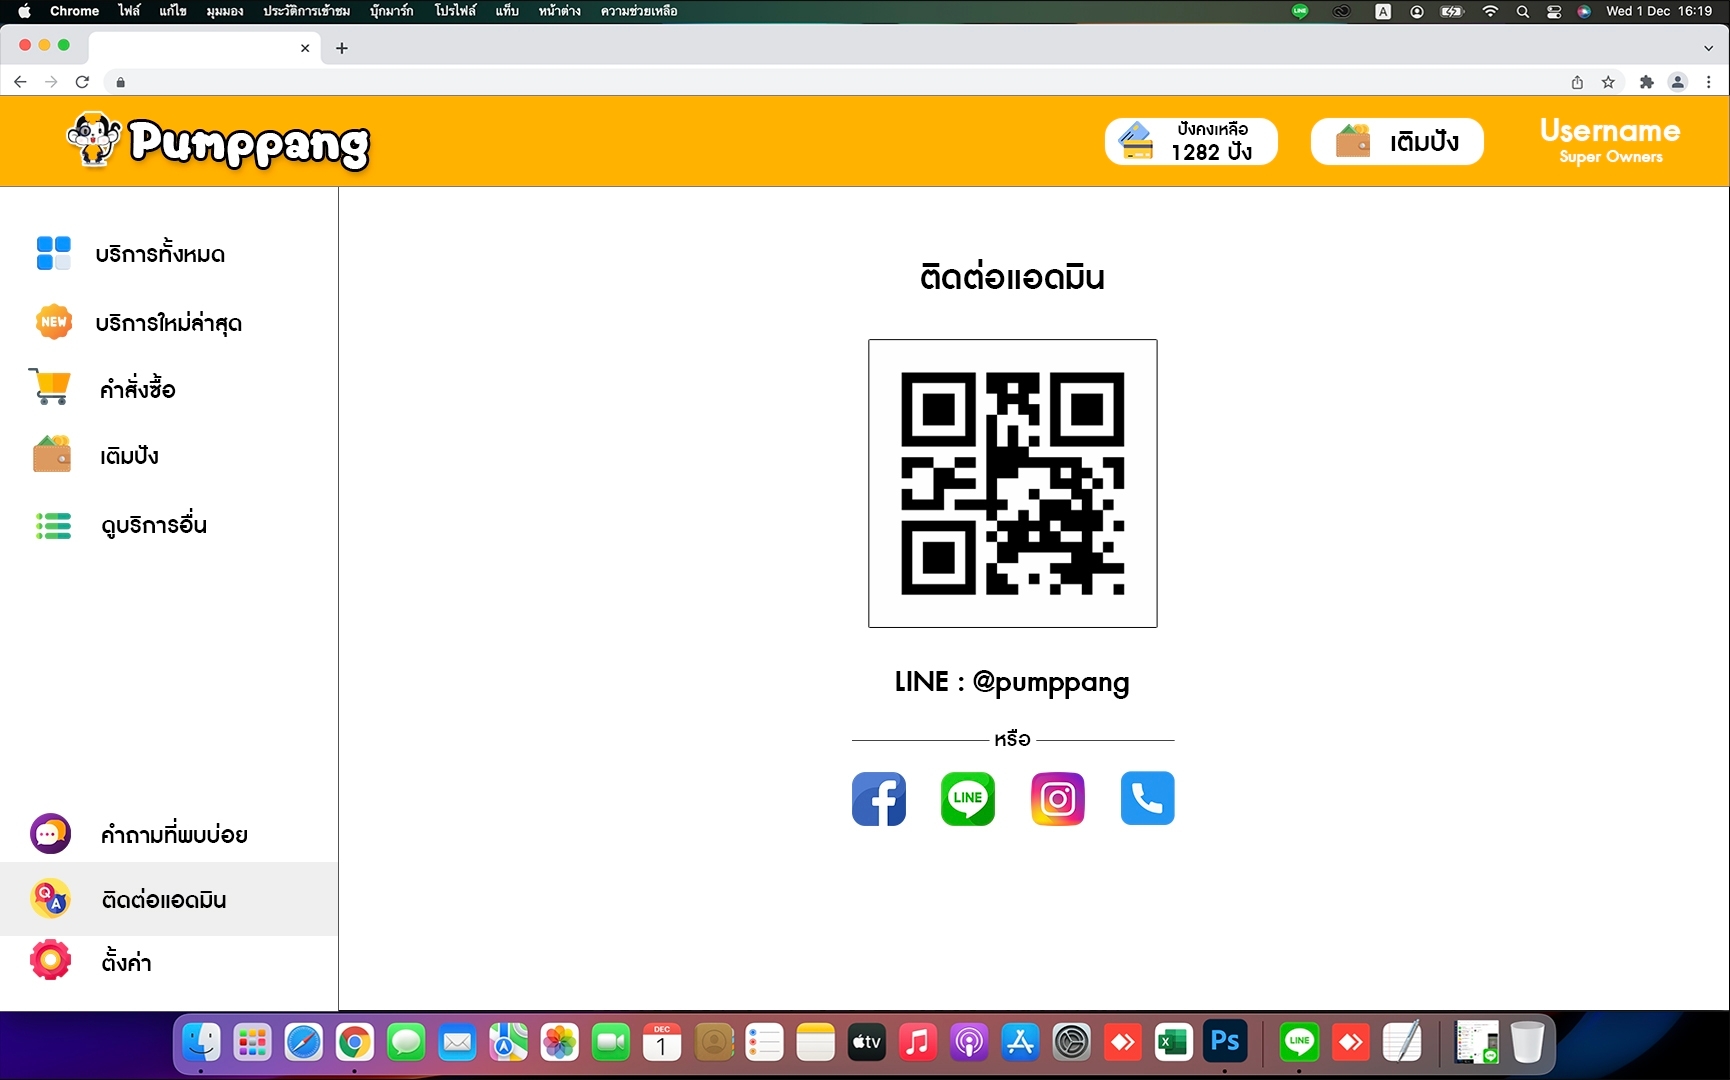 Chrome ไฟล์ แก้ไข มุมมอง ประวัติการเข้าชม บุ๊กมาร์ก โปรไฟล์ แท็บ หน้าต่าง ความช่วยเหลือ LINE A Wed 1 Dec 16:19
Pumppang
ปังคงเหลือ
1282 ปัง
เติมปัง
Username
Super Owners
บริการทั้งหมด
NEW บริการใหม่ล่าสุด
คำสั่งซื้อ
เติมปัง
ดูบริการอื่น
คำถามที่พบบ่อย
Q A ติดต่อแอดมิน
ตั้งค่า
ติดต่อแอดมิน
LINE : @pumppang
หรือ
f LINE
DEC
1
tv
Ps
LINE